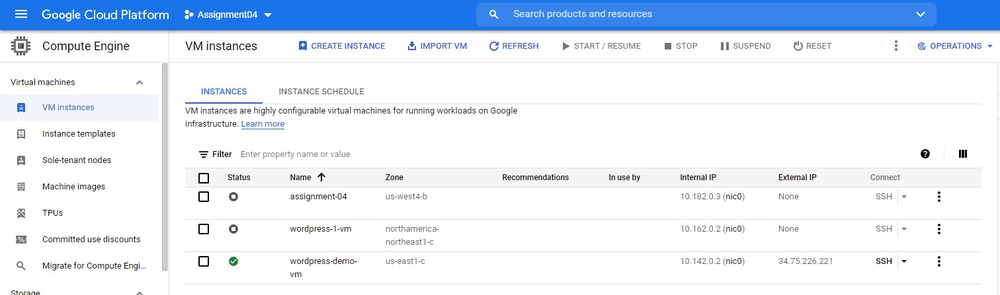 Google Cloud Platform Assignment04 Search products and resources
Compute Engine
VM instances CREATE INSTANCE IMPORT VM REFRESH START / RESUME STOP SUSPEND RESET OPERATIONS
Virtual machines
VM instances
Instance templates
Sole-tenant nodes
Machine images
TPUs
Committed use discounts
Migrate for Compute Engi...
Storage
INSTANCES INSTANCE SCHEDULE
VM instances are highly configurable virtual machines for running workloads on Google
infrastructure. Learn more
Filter Enter property name or value
Status Name Zone Recommendations In use by Internal IP External IP Connect
assignment-04 us-west4-b 10.182.0.3 (nic0) None SSH
wordpress-1-vm northamerica- 10.162.0.2 (nic0) None SSH
northeast1-c
wordpress-demo- us-east1-c 10.142.0.2 (nic0) 34.75.226.221 SSH
vm